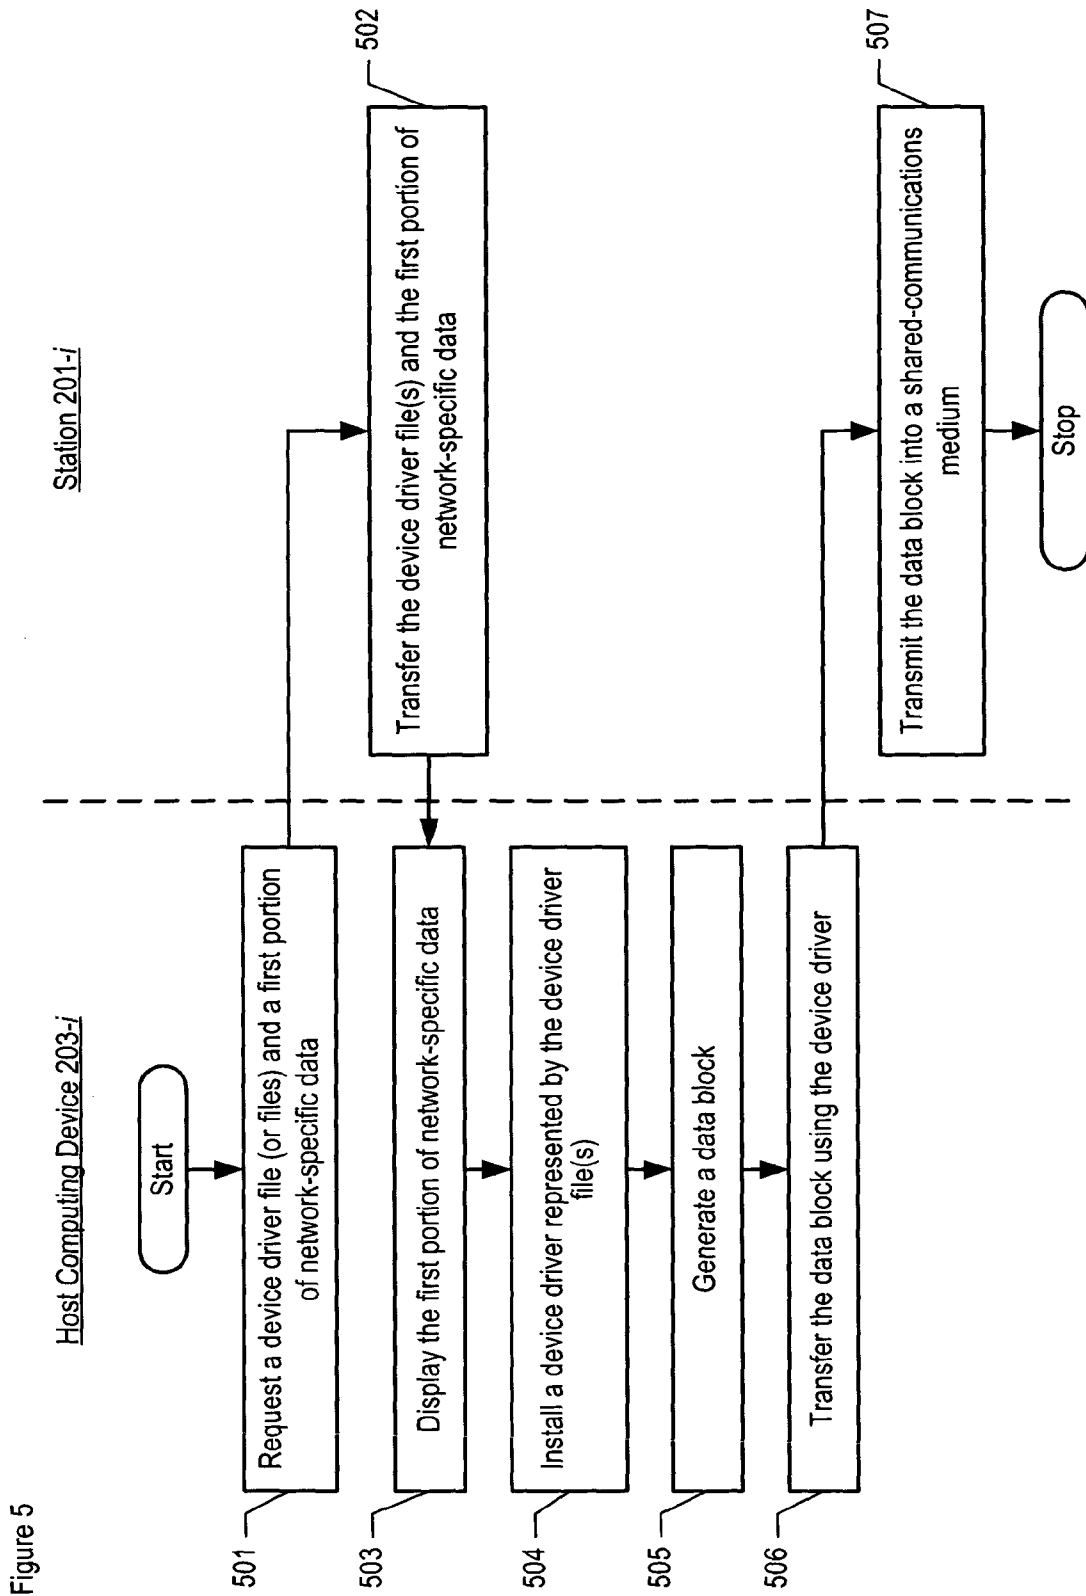 Figure 5
Host Computing Device 203-i
Station 201-i
Start
501
Request a device driver file (or files) and a first portion
of network-specific data
502
Transfer the device driver file(s) and the first portion of
network-specific data
503
Display the first portion of network-specific data
504
Install a device driver represented by the device driver
file(s)
505
Generate a data block
506
Transfer the data block using the device driver
507
Transmit the data block into a shared-communications
medium
Stop